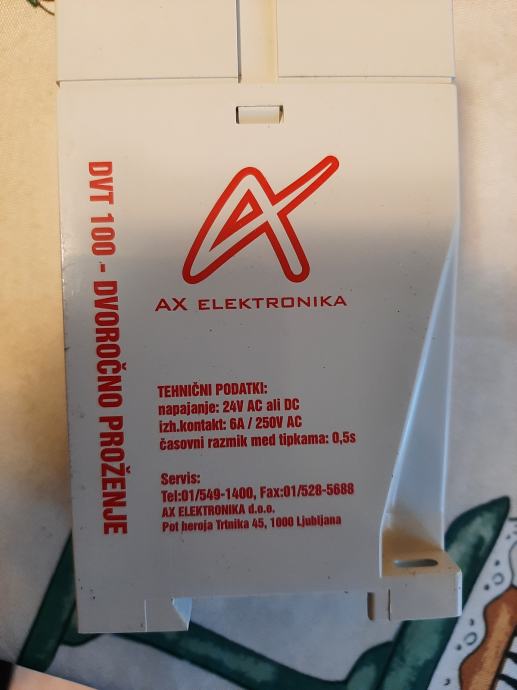 DVT 100 - DVOROČNO PROŽENJE
AX ELEKTRONIKA
TEHNIČNI PODATKI:
napajanje: 24V AC ali DC
izh.kontakt: 6A / 250V AC
časovni razmik med tipkama: 0,5s
Servis:
Tel:01/549-1400, Fax:01/528-5688
AX ELEKTRONIKA d.o.o.
Pot heroja Trtnika 45, 1000 Ljubljana